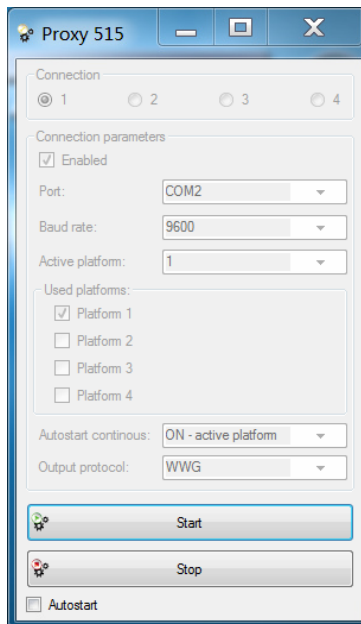 Proxy 515
Connection
1 2 3 4
Connection parameters
Enabled
Port: COM2
Baud rate: 9600
Active platform: 1
Used platforms:
Platform 1
Platform 2
Platform 3
Platform 4
Autostart continous: ON - active platform
Output protocol: WWG
Start
Stop
Autostart